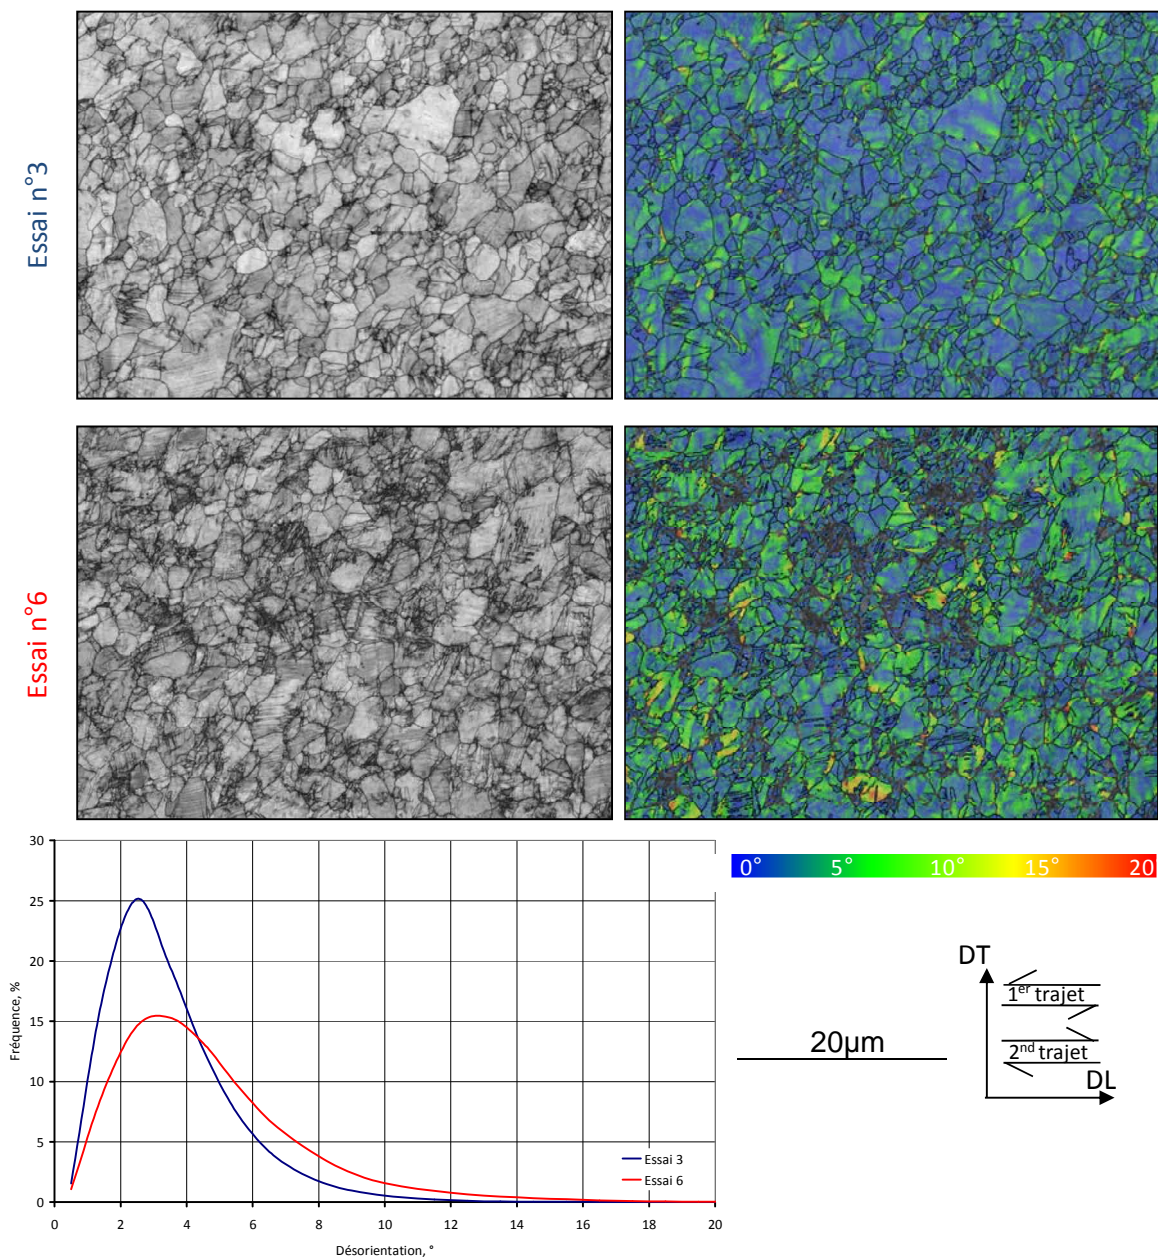 Essai n°3
Essai n°6
0° 5° 10° 15° 20
30
25
20
15
10
5
0
Fréquence, %
0 2 4 6 8 10 12 14 16 18 20
Désorientation, °
Essai 3
Essai 6
20µm
DT
1er trajet
2nd trajet
DL